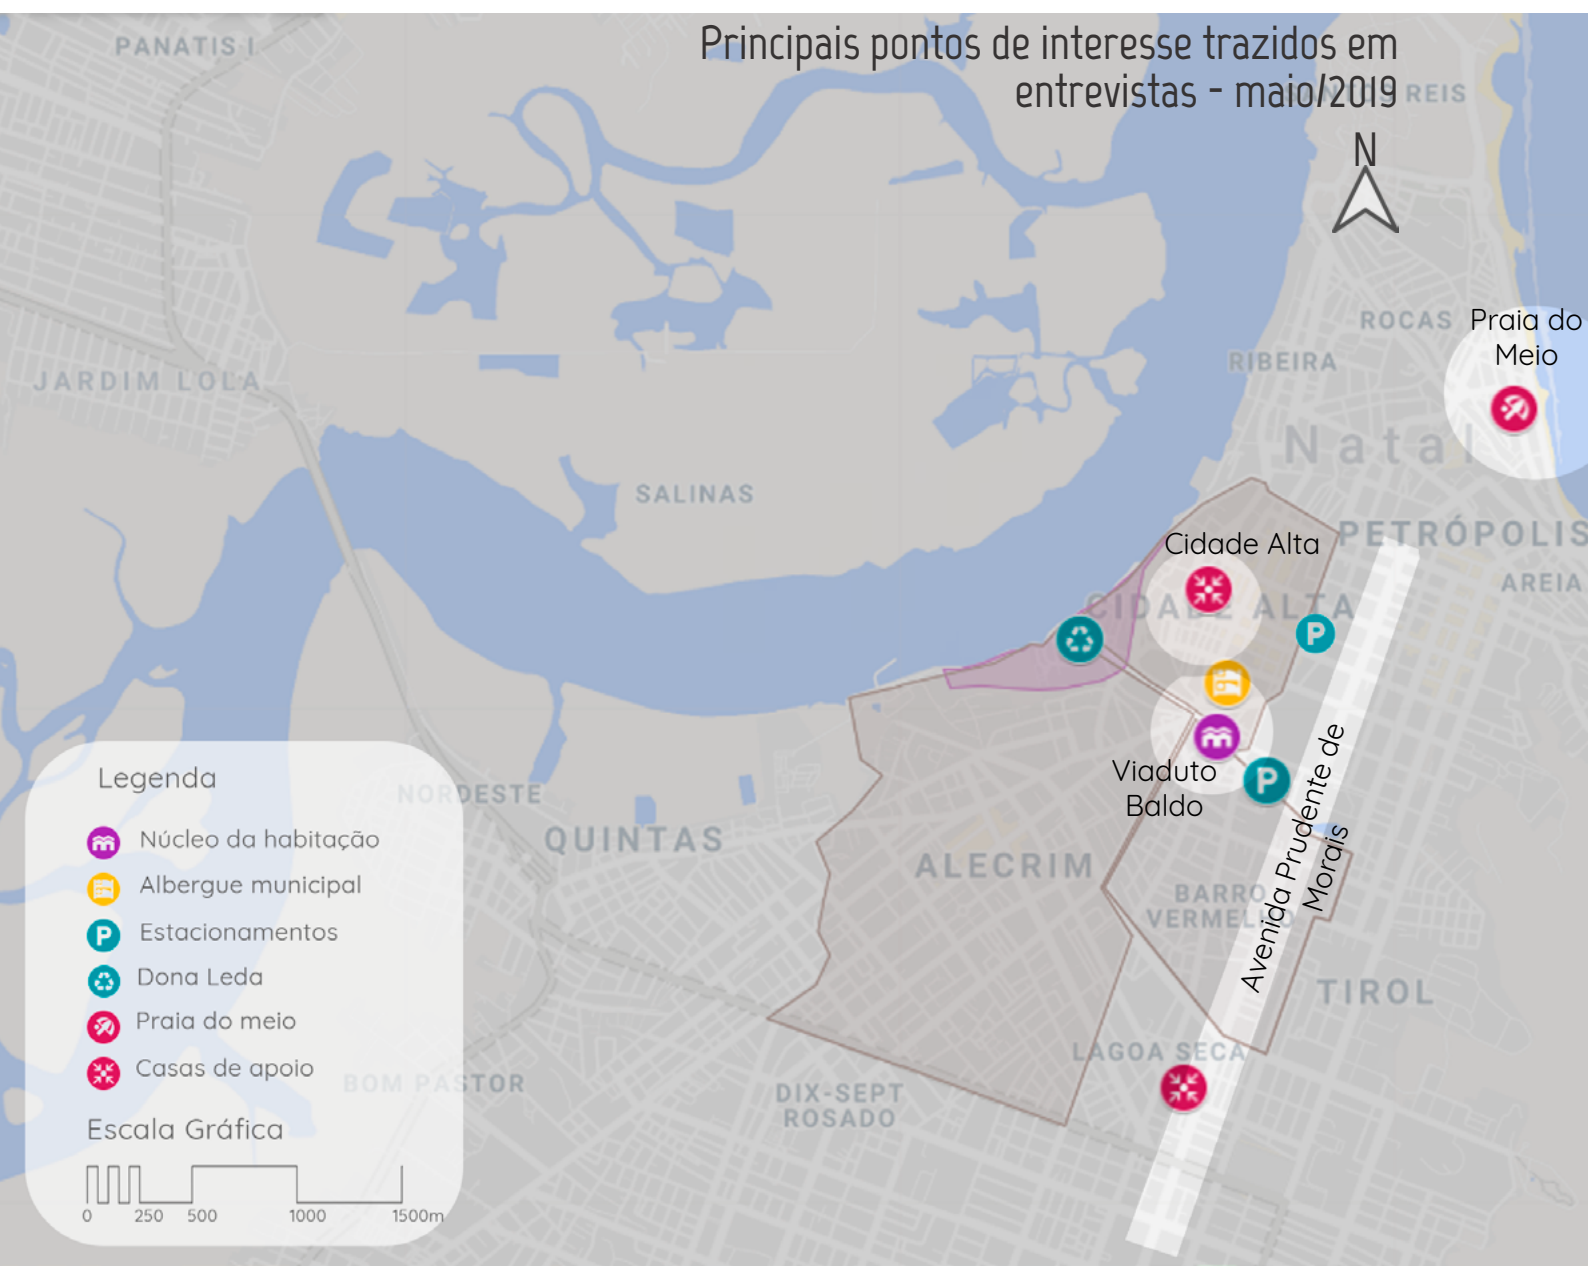 Principais pontos de interesse trazidos em
entrevistas - maio/2019
PANATIS I
SANTOS REIS
N
ROCAS
Praia do
Meio
RIBEIRA
JARDIM LOLA
Natal
SALINAS
PETRÓPOLIS
Cidade Alta
AREIA
CIDADE ALTA
P
Viaduto
Baldo
P
Avenida Prudente de
Morais
NORDESTE
QUINTAS
ALECRIM
BARRO
VERMELHO
TIROL
LAGOA SECA
BOM PASTOR
DIX-SEPT
ROSADO
Legenda
Núcleo da habitação
Albergue municipal
P Estacionamentos
Dona Leda
Praia do meio
Casas de apoio
Escala Gráfica
0 250 500 1000 1500m